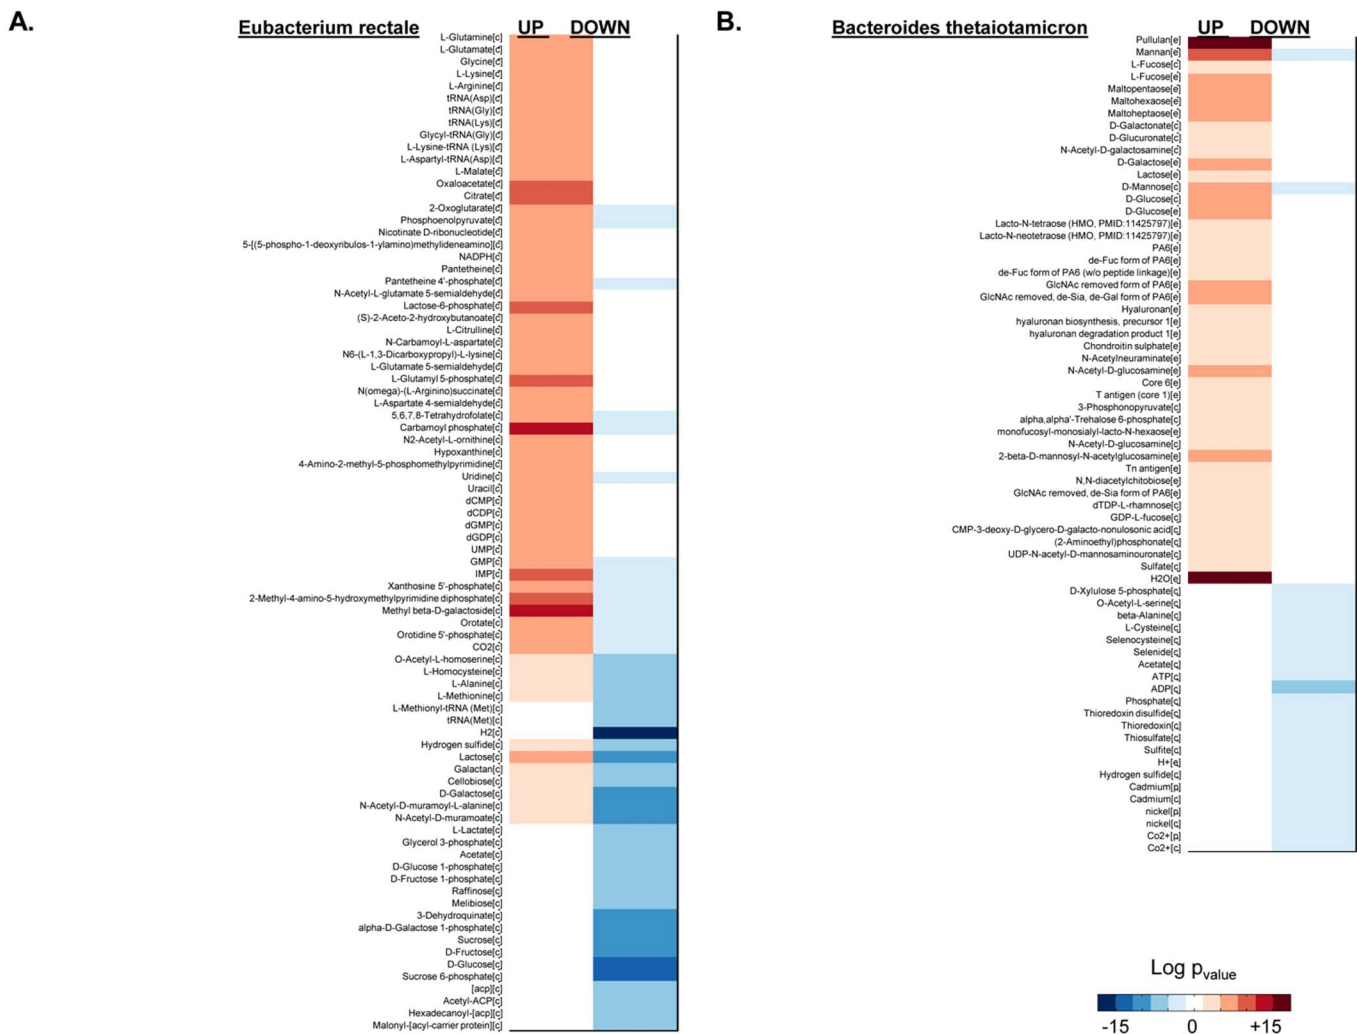 A.
Eubacterium rectale UP DOWN
L-Glutamine[c]
L-Glutamate[c]
Glycine[c]
L-Lysine[c]
L-Arginine[c]
tRNA(Asp)[c]
tRNA(Gly)[c]
tRNA(Lys)[c]
Glycyl-tRNA(Gly)[c]
L-Lysine-tRNA (Lys)[c]
L-Aspartyl-tRNA(Asp)[c]
L-Malate[c]
Oxaloacetate[c]
Citrate[c]
2-Oxoglutarate[c]
Phosphoenolpyruvate[c]
Nicotinate D-ribonucleotide[c]
5-[(5-phospho-1-deoxyribulos-1-ylamino)methylideneamino][c]
NADPH[c]
Pantetheine[c]
Pantetheine 4'-phosphate[c]
N-Acetyl-L-glutamate 5-semialdehyde[c]
Lactose-6-phosphate[c]
(S)-2-Aceto-2-hydroxybutanoate[c]
L-Citrulline[c]
N-Carbamoyl-L-aspartate[c]
N6-(L-1,3-Dicarboxypropyl)-L-lysine[c]
L-Glutamate 5-semialdehyde[c]
L-Glutamyl 5-phosphate[c]
N(omega)-(L-Arginino)succinate[c]
L-Aspartate 4-semialdehyde[c]
5,6,7,8-Tetrahydrofolate[c]
Carbamoyl phosphate[c]
N2-Acetyl-L-ornithine[c]
Hypoxanthine[c]
4-Amino-2-methyl-5-phosphomethylpyrimidine[c]
Uridine[c]
Uracil[c]
dCMP[c]
dCDP[c]
dGMP[c]
dGDP[c]
UMP[c]
GMP[c]
IMP[c]
Xanthosine 5'-phosphate[c]
2-Methyl-4-amino-5-hydroxymethylpyrimidine diphosphate[c]
Methyl beta-D-galactoside[c]
Orotate[c]
Orotidine 5'-phosphate[c]
CO2[c]
O-Acetyl-L-homoserine[c]
L-Homocysteine[c]
L-Alanine[c]
L-Methionine[c]
L-Methionyl-tRNA (Met)[c]
tRNA(Met)[c]
H2[c]
Hydrogen sulfide[c]
Lactose[c]
Galactan[c]
Cellobiose[c]
D-Galactose[c]
N-Acetyl-D-muramoyl-L-alanine[c]
N-Acetyl-D-muramoate[c]
L-Lactate[c]
Glycerol 3-phosphate[c]
Acetate[c]
D-Glucose 1-phosphate[c]
D-Fructose 1-phosphate[c]
Raffinose[c]
Melibiose[c]
3-Dehydroquinate[c]
alpha-D-Galactose 1-phosphate[c]
Sucrose[c]
D-Fructose[c]
D-Glucose[c]
Sucrose 6-phosphate[c]
[acp][c]
Acetyl-ACP[c]
Hexadecanoyl-[acp][c]
Malonyl-[acyl-carrier protein][c]
B.
Bacteroides thetaiotamicron UP DOWN
Pullulan[e]
Mannan[e]
L-Fucose[c]
L-Fucose[e]
Maltopentaose[e]
Maltohexaose[e]
Maltoheptaose[e]
D-Galactonate[c]
D-Glucuronate[c]
N-Acetyl-D-galactosamine[c]
D-Galactose[e]
Lactose[e]
D-Mannose[c]
D-Glucose[c]
D-Glucose[e]
Lacto-N-tetraose (HMO, PMID:11425797)[e]
Lacto-N-neotetraose (HMO, PMID:11425797)[e]
PA6[e]
de-Fuc form of PA6[e]
de-Fuc form of PA6 (w/o peptide linkage)[e]
GlcNAc removed form of PA6[e]
GlcNAc removed, de-Sia, de-Gal form of PA6[e]
Hyaluronan[e]
hyaluronan biosynthesis, precursor 1[e]
hyaluronan degradation product 1[e]
Chondroitin sulphate[e]
N-Acetylneuraminate[e]
N-Acetyl-D-glucosamine[e]
Core 6[e]
T antigen (core 1)[e]
3-Phosphonopyruvate[c]
alpha,alpha'-Trehalose 6-phosphate[c]
monofucosyl-monosialyl-lacto-N-hexaose[e]
N-Acetyl-D-glucosamine[c]
2-beta-D-mannosyl-N-acetylglucosamine[e]
Tn antigen[e]
N,N-diacetylchitobiose[e]
GlcNAc removed, de-Sia form of PA6[e]
dTDP-L-rhamnose[c]
GDP-L-fucose[c]
CMP-3-deoxy-D-glycero-D-galacto-nonulosonic acid[c]
(2-Aminoethyl)phosphonate[c]
UDP-N-acetyl-D-mannosaminouronate[c]
Sulfate[c]
H2O[e]
D-Xylulose 5-phosphate[c]
O-Acetyl-L-serine[c]
beta-Alanine[c]
L-Cysteine[c]
Selenocysteine[c]
Selenide[c]
Acetate[c]
ATP[c]
ADP[c]
Phosphate[c]
Thioredoxin disulfide[c]
Thioredoxin[c]
Thiosulfate[c]
Sulfite[c]
H+[e]
Hydrogen sulfide[c]
Cadmium[p]
Cadmium[c]
nickel[p]
nickel[c]
Co2+[p]
Co2+[c]
Log pvalue
-15 0 +15